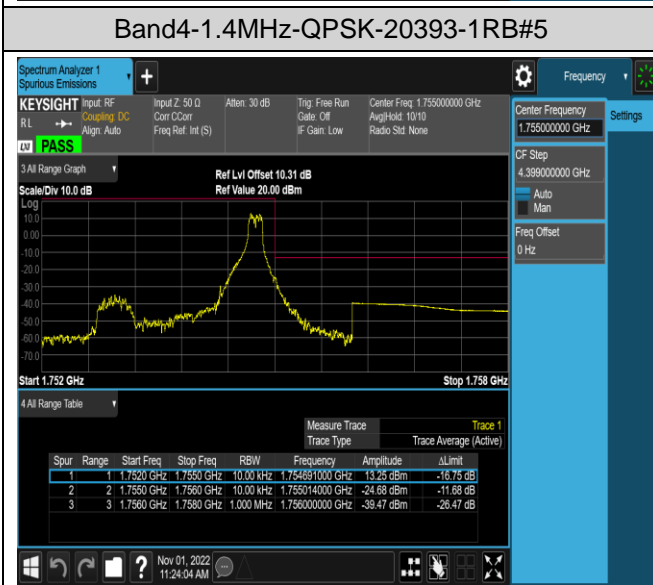 Band4-1.4MHz-QPSK-20393-1RB#5
Spectrum Analyzer 1
Spurious Emissions
Frequency
KEYSIGHT Input: RF Input Z: 50 Ω Atten: 30 dB Trig: Free Run Center Freq: 1.755000000 GHz
RL Coupling: DC Corr CCorr Gate: Off Avg|Hold: 10/10
Align: Auto Freq Ref: Int (S) IF Gain: Low Radio Std: None
LXI PASS
Center Frequency
1.755000000 GHz
Settings
CF Step
4.399000000 GHz
Auto
Man
Freq Offset
0 Hz
3 All Range Graph
Ref Lvl Offset 10.31 dB
Scale/Div 10.0 dB Ref Value 20.00 dBm
Log
10.0
0.00
-10.0
-20.0
-30.0
-40.0
-50.0
-60.0
-70.0
Start 1.752 GHz Stop 1.758 GHz
4 All Range Table
Measure Trace Trace 1
Trace Type Trace Average (Active)
Spur Range Start Freq Stop Freq RBW Frequency Amplitude ΔLimit
1 1 1.7520 GHz 1.7550 GHz 10.00 kHz 1.754691000 GHz 13.25 dBm -16.75 dB
2 2 1.7550 GHz 1.7560 GHz 10.00 kHz 1.755014000 GHz -24.68 dBm -11.68 dB
3 3 1.7560 GHz 1.7580 GHz 1.000 MHz 1.756000000 GHz -39.47 dBm -26.47 dB
Nov 01, 2022
11:24:04 AM